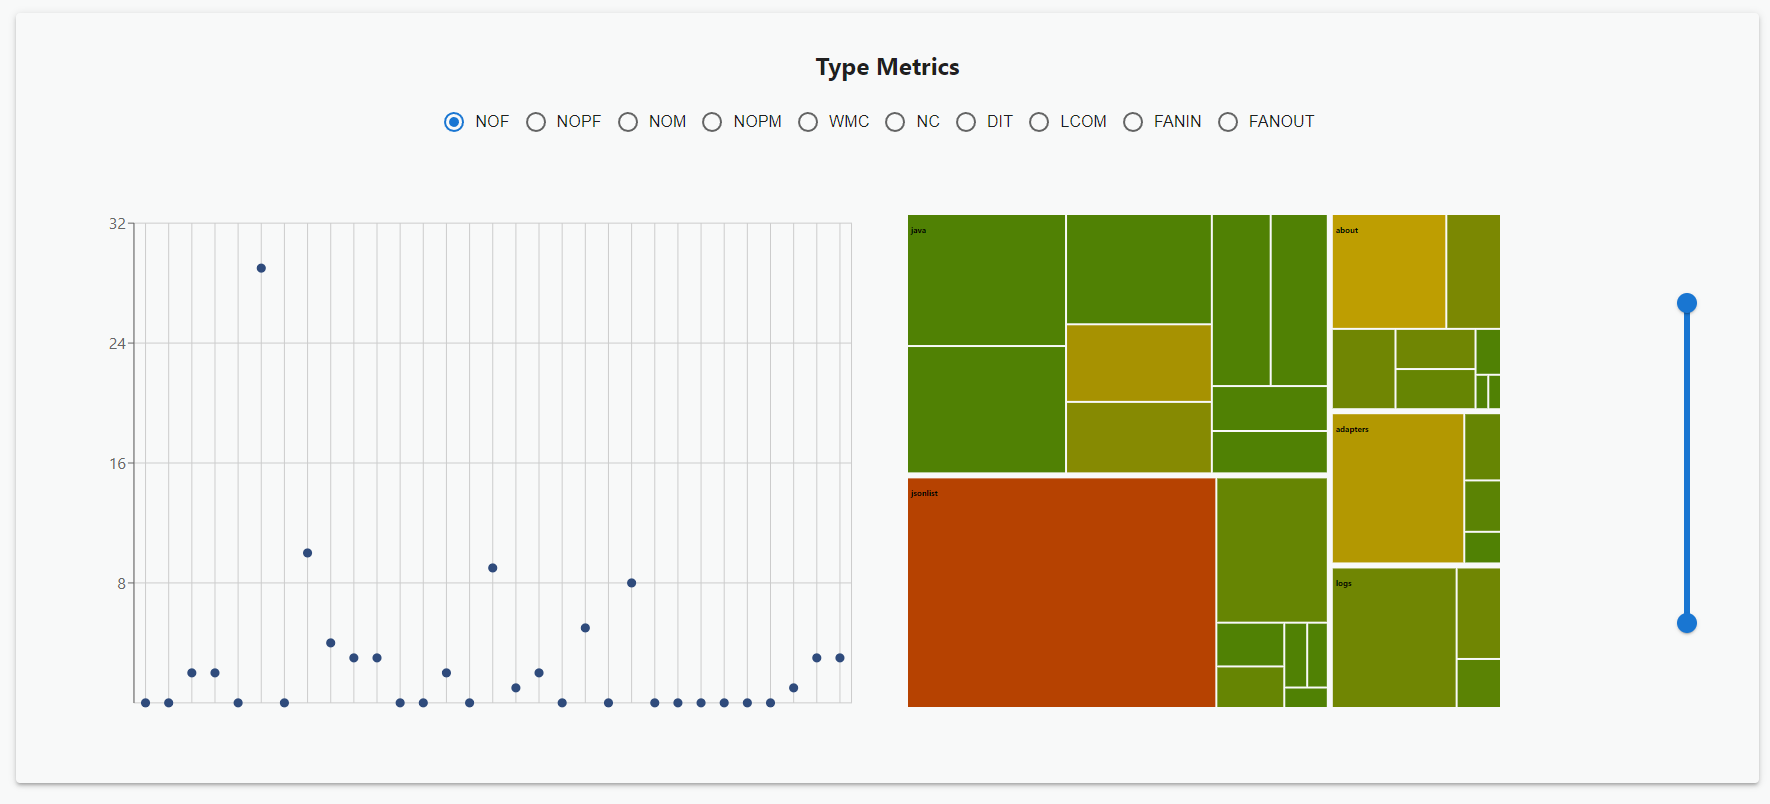 Type Metrics
NOF NOPF NOM NOPM WMC NC DIT LCOM FANIN FANOUT
32
24
16
8
java
about
adapters
jsonlist
logs